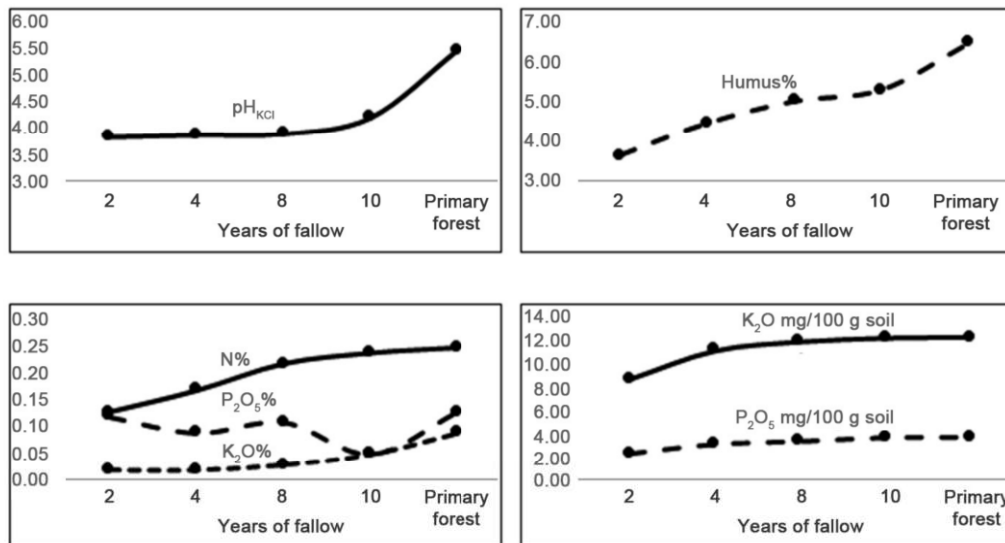 6.00
5.50
5.00
4.50
4.00
3.50
3.00
pH_KCl
2 4 8 10 Primary forest
Years of fallow
7.00
6.00
5.00
4.00
3.00
Humus%
2 4 8 10 Primary forest
Years of fallow
0.30
0.25
0.20
0.15
0.10
0.05
0.00
N%
P₂O₅%
K₂O%
2 4 8 10 Primary forest
Years of fallow
14.00
12.00
10.00
8.00
6.00
4.00
2.00
0.00
K₂O mg/100 g soil
P₂O₅ mg/100 g soil
2 4 8 10 Primary forest
Years of fallow